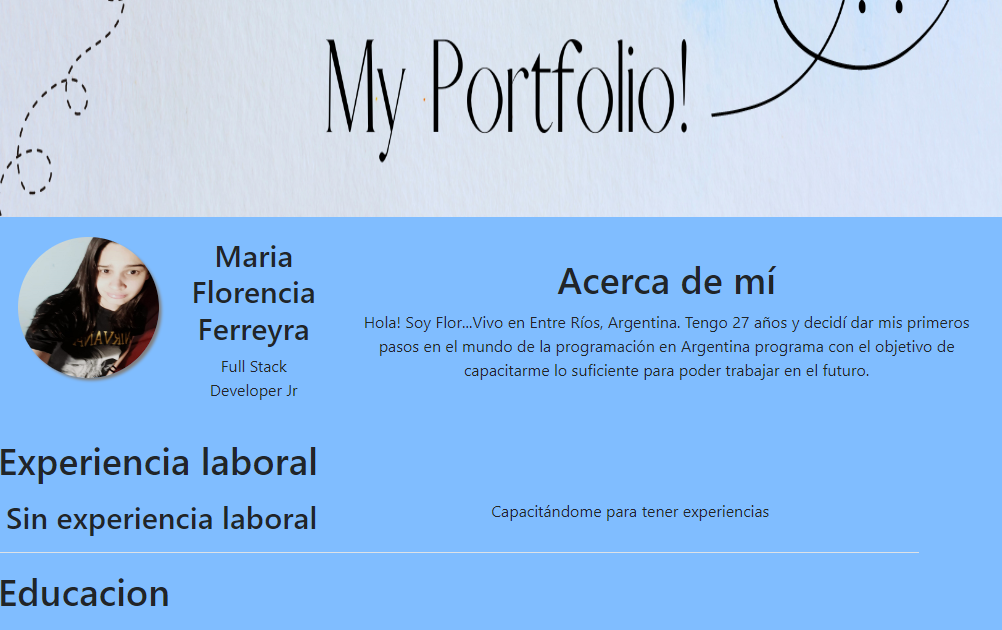 My Portfolio!
Maria
Florencia
Ferreyra
Full Stack
Developer Jr
Acerca de mí
Hola! Soy Flor...Vivo en Entre Ríos, Argentina. Tengo 27 años y decidí dar mis primeros
pasos en el mundo de la programación en Argentina programa con el objetivo de
capacitarme lo suficiente para poder trabajar en el futuro.
Experiencia laboral
Sin experiencia laboral
Capacitándome para tener experiencias
Educacion